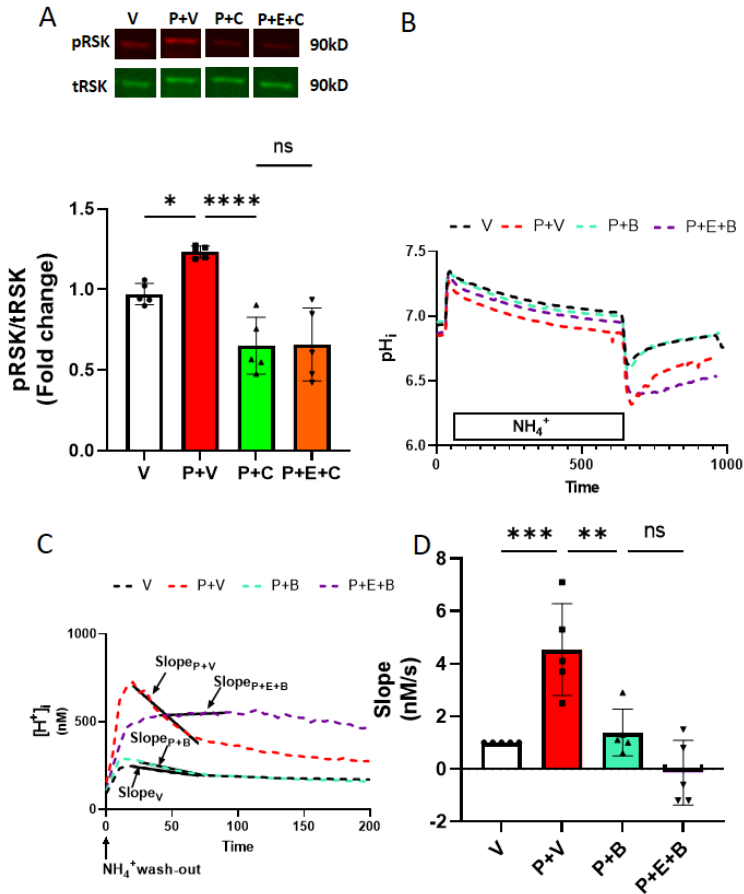 A
V P+V P+C P+E+C
pRSK 90kD
tRSK 90kD
ns
* ****
pRSK/tRSK
(Fold change)
1.5
1.0
0.5
0.0
V P+V P+C P+E+C
B
V P+V P+B P+E+B
pHi
7.5
7.0
6.5
6.0
NH4+
0 500 1000
Time
C
V P+V P+B P+E+B
[H+]i
(nM)
1000
500
0
SlopeP+V
SlopeP+E+B
SlopeP+B
SlopeV
0 50 100 150 200
Time
NH4+ wash-out
D
*** ** ns
Slope
(nM/s)
8
6
4
2
0
-2
V P+V P+B P+E+B